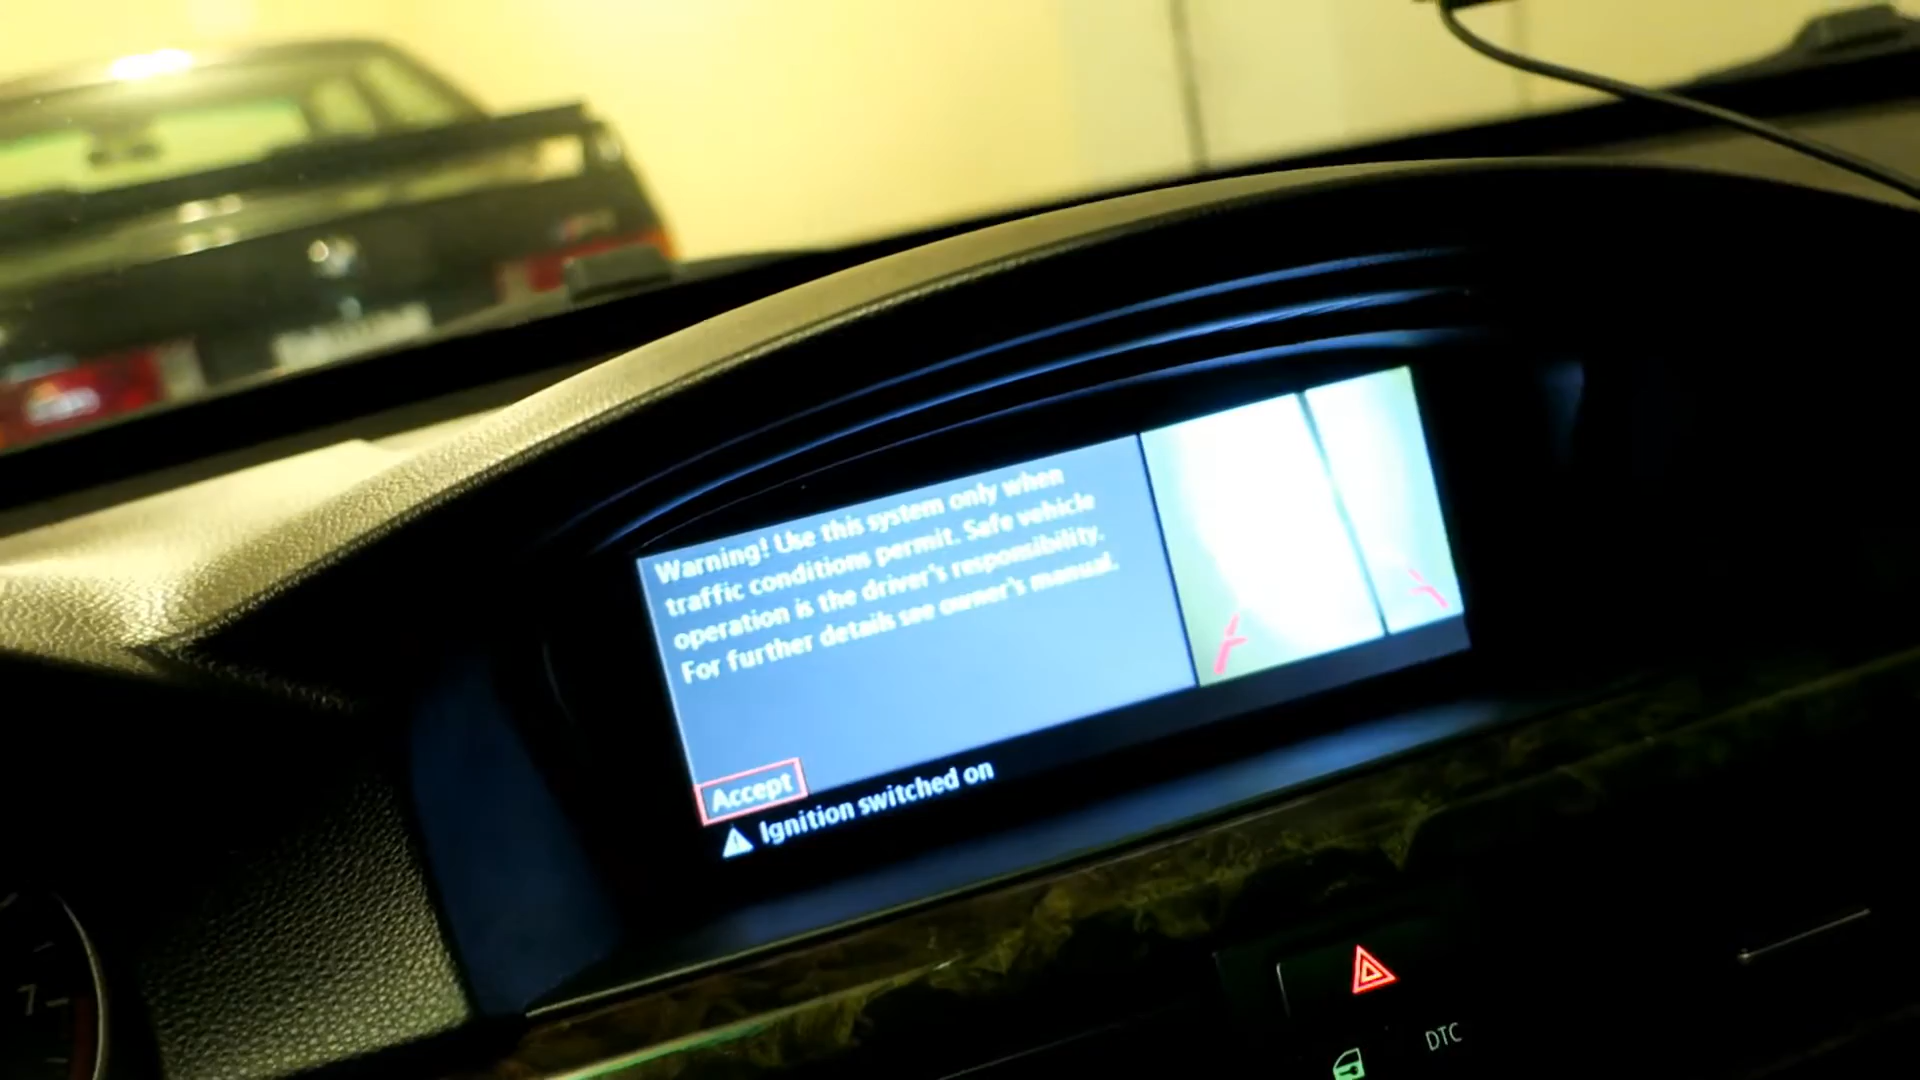 Warning! Use this system only when
traffic conditions permit. Safe vehicle
operation is the driver's responsibility.
For further details see owner's manual.
Accept
Ignition switched on
7
DTC